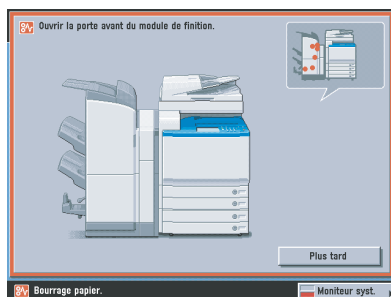 Ouvrir la porte avant du module de finition.
Plus tard
Bourrage papier.
Moniteur syst.